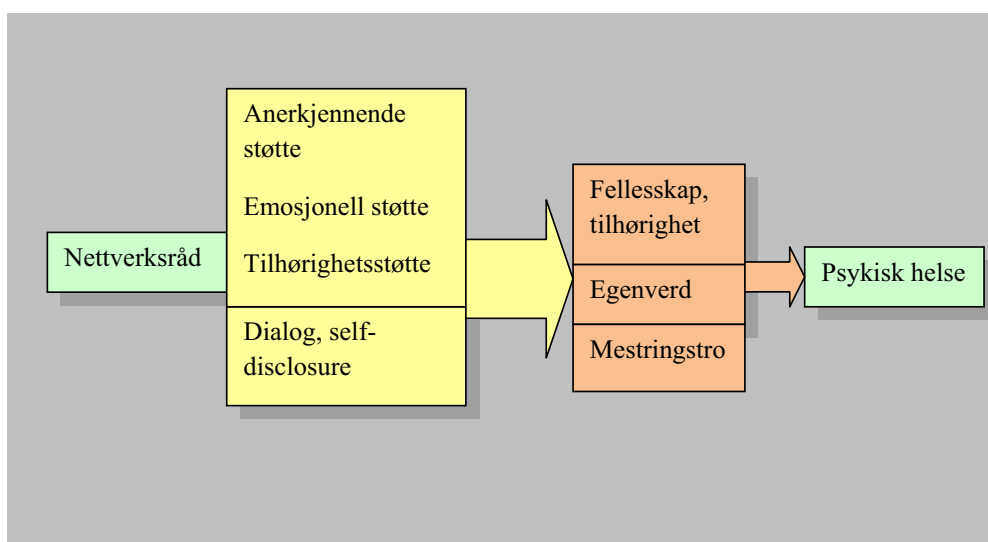 Nettverksråd
Anerkjennende
støtte
Emosjonell støtte
Tilhørighetsstøtte
Dialog, self-
disclosure
Fellesskap,
tilhørighet
Egenverd
Mestringstro
Psykisk helse